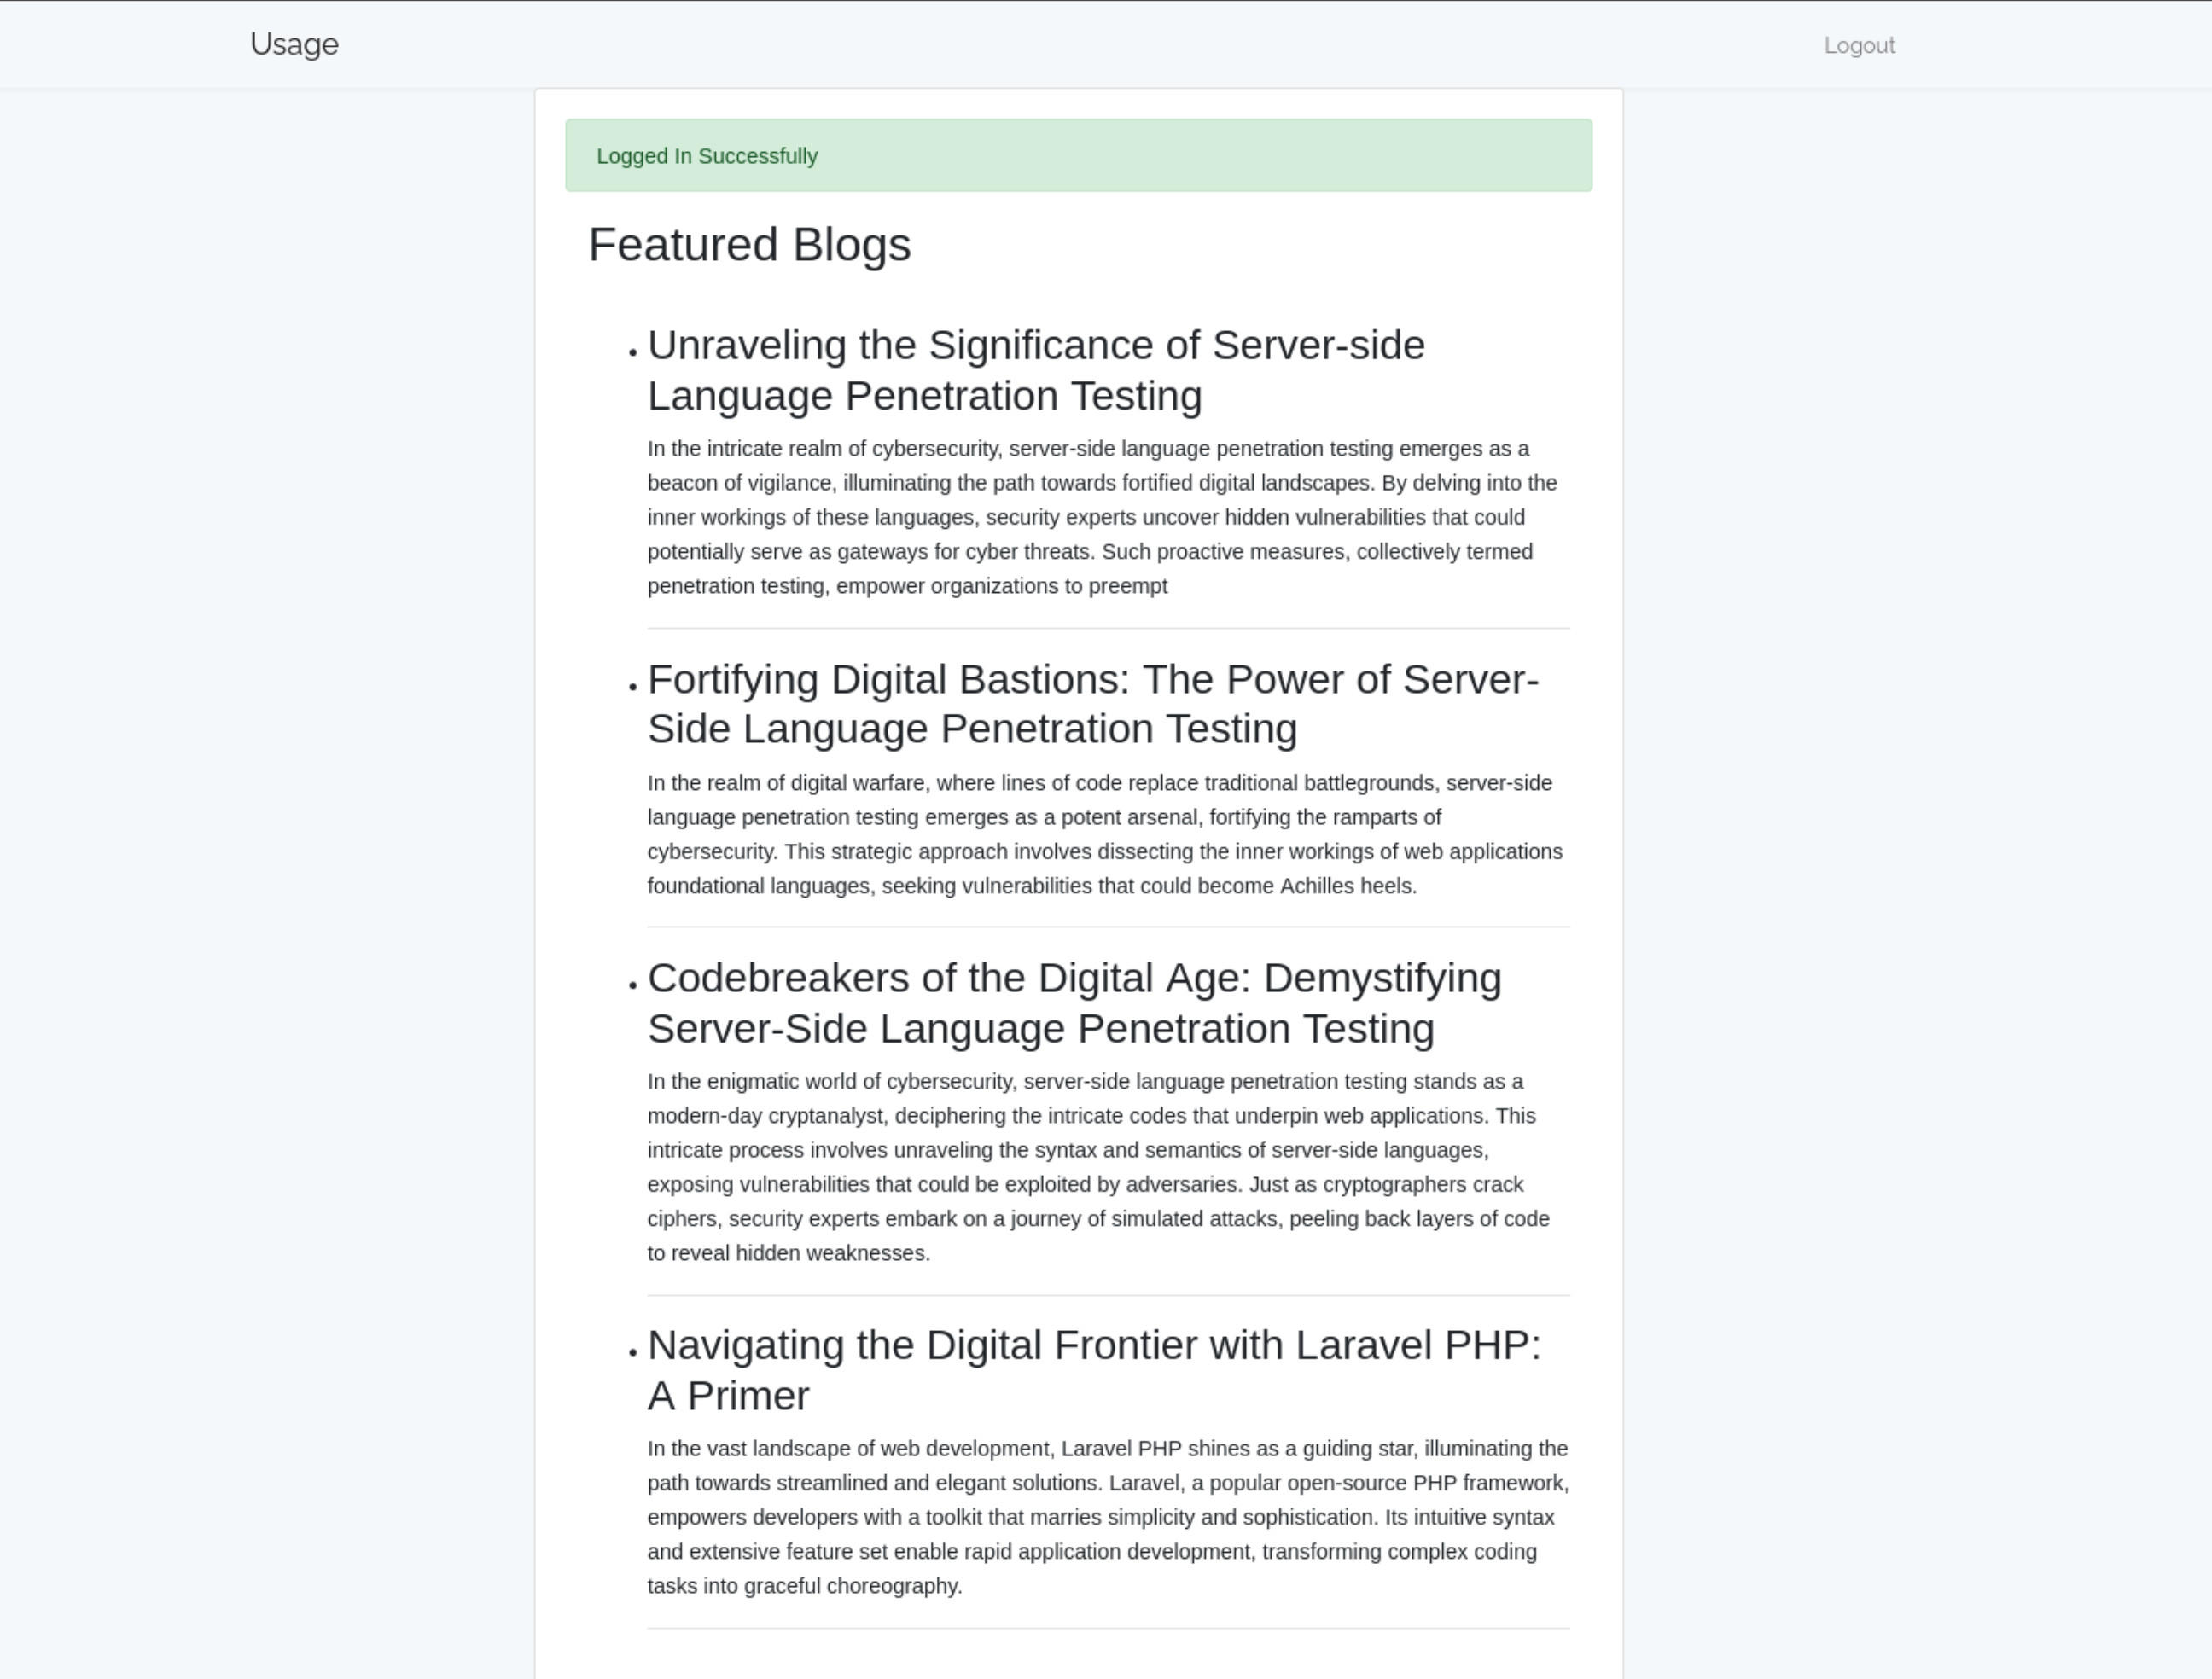 Usage
Logout
Logged In Successfully
Featured Blogs
• Unraveling the Significance of Server-side
Language Penetration Testing
In the intricate realm of cybersecurity, server-side language penetration testing emerges as a
beacon of vigilance, illuminating the path towards fortified digital landscapes. By delving into the
inner workings of these languages, security experts uncover hidden vulnerabilities that could
potentially serve as gateways for cyber threats. Such proactive measures, collectively termed
penetration testing, empower organizations to preempt
• Fortifying Digital Bastions: The Power of Server-
Side Language Penetration Testing
In the realm of digital warfare, where lines of code replace traditional battlegrounds, server-side
language penetration testing emerges as a potent arsenal, fortifying the ramparts of
cybersecurity. This strategic approach involves dissecting the inner workings of web applications
foundational languages, seeking vulnerabilities that could become Achilles heels.
• Codebreakers of the Digital Age: Demystifying
Server-Side Language Penetration Testing
In the enigmatic world of cybersecurity, server-side language penetration testing stands as a
modern-day cryptanalyst, deciphering the intricate codes that underpin web applications. This
intricate process involves unraveling the syntax and semantics of server-side languages,
exposing vulnerabilities that could be exploited by adversaries. Just as cryptographers crack
ciphers, security experts embark on a journey of simulated attacks, peeling back layers of code
to reveal hidden weaknesses.
• Navigating the Digital Frontier with Laravel PHP:
A Primer
In the vast landscape of web development, Laravel PHP shines as a guiding star, illuminating the
path towards streamlined and elegant solutions. Laravel, a popular open-source PHP framework,
empowers developers with a toolkit that marries simplicity and sophistication. Its intuitive syntax
and extensive feature set enable rapid application development, transforming complex coding
tasks into graceful choreography.